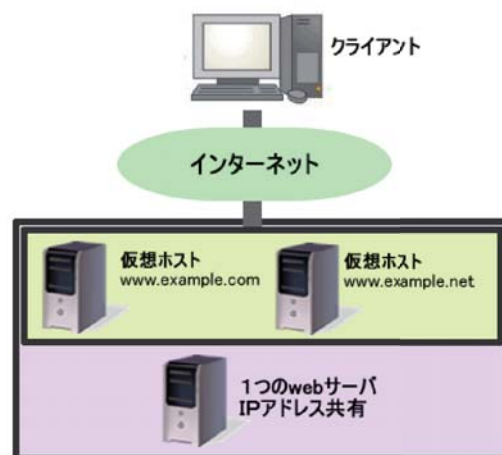 クライアント
インターネット
仮想ホスト
www.example.com
仮想ホスト
www.example.net
1つのwebサーバ
IPアドレス共有